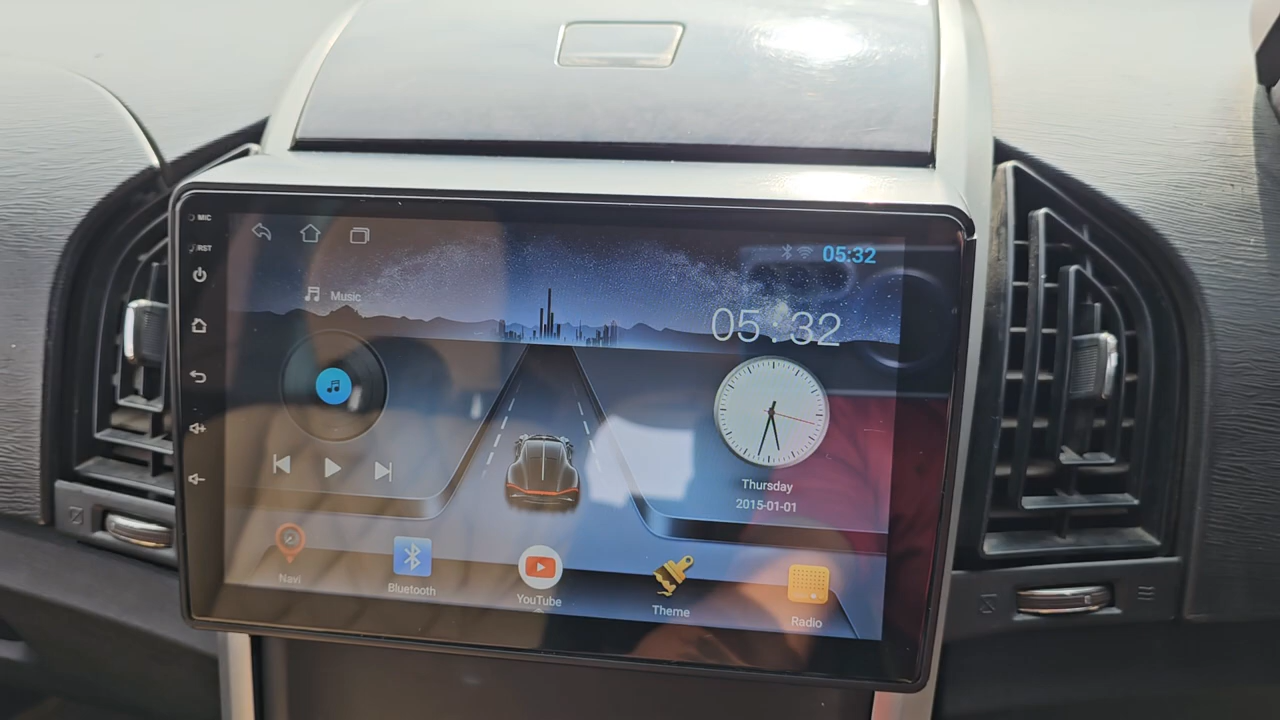 MIC
RST
05:32
Music
05:32
Thursday
2015-01-01
Navi
Bluetooth
YouTube
Theme
Radio